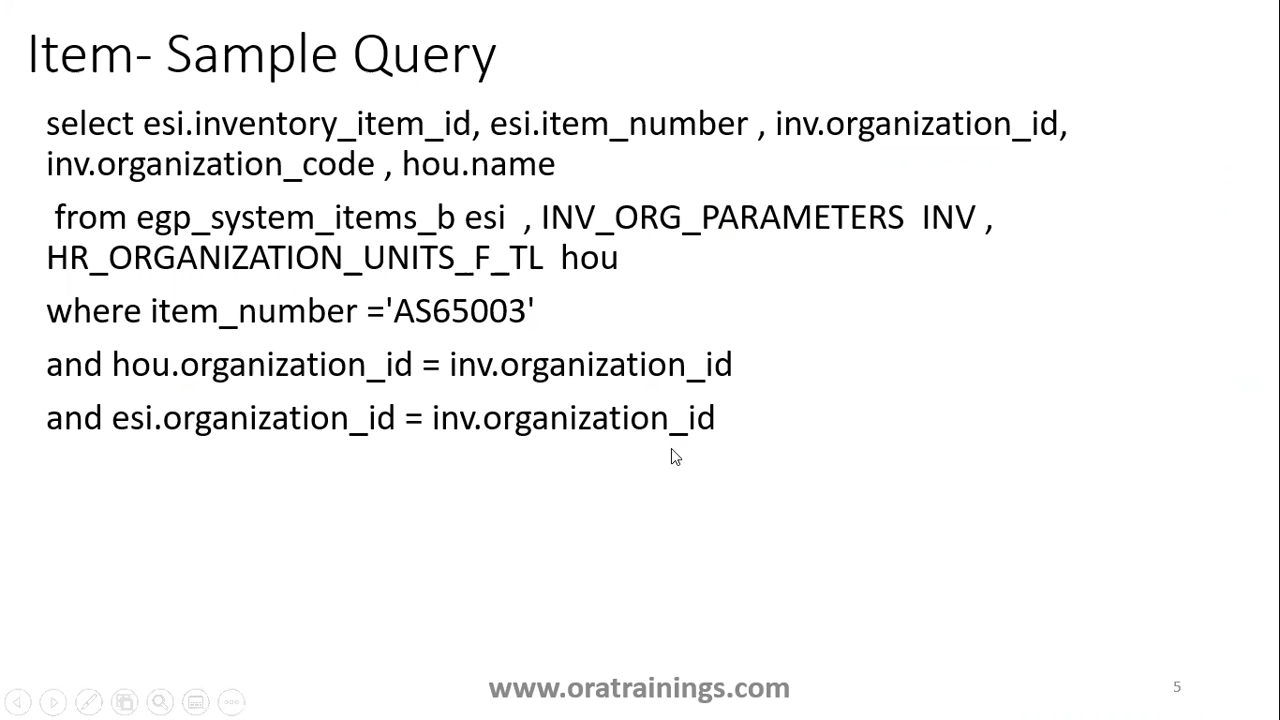 Item- Sample Query
select esi.inventory_item_id, esi.item_number , inv.organization_id,
inv.organization_code , hou.name
from egp_system_items_b esi  , INV_ORG_PARAMETERS  INV ,
HR_ORGANIZATION_UNITS_F_TL  hou
where item_number ='AS65003'
and hou.organization_id = inv.organization_id
and esi.organization_id = inv.organization_id
www.oratrainings.com
5